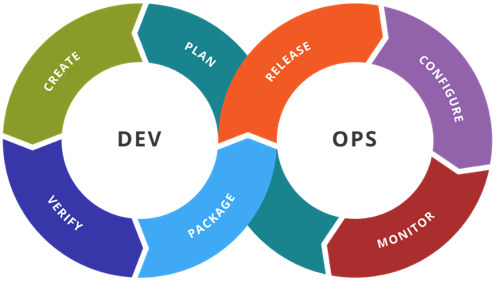 CREATE
PLAN
RELEASE
CONFIGURE
DEV
OPS
VERIFY
PACKAGE
MONITOR